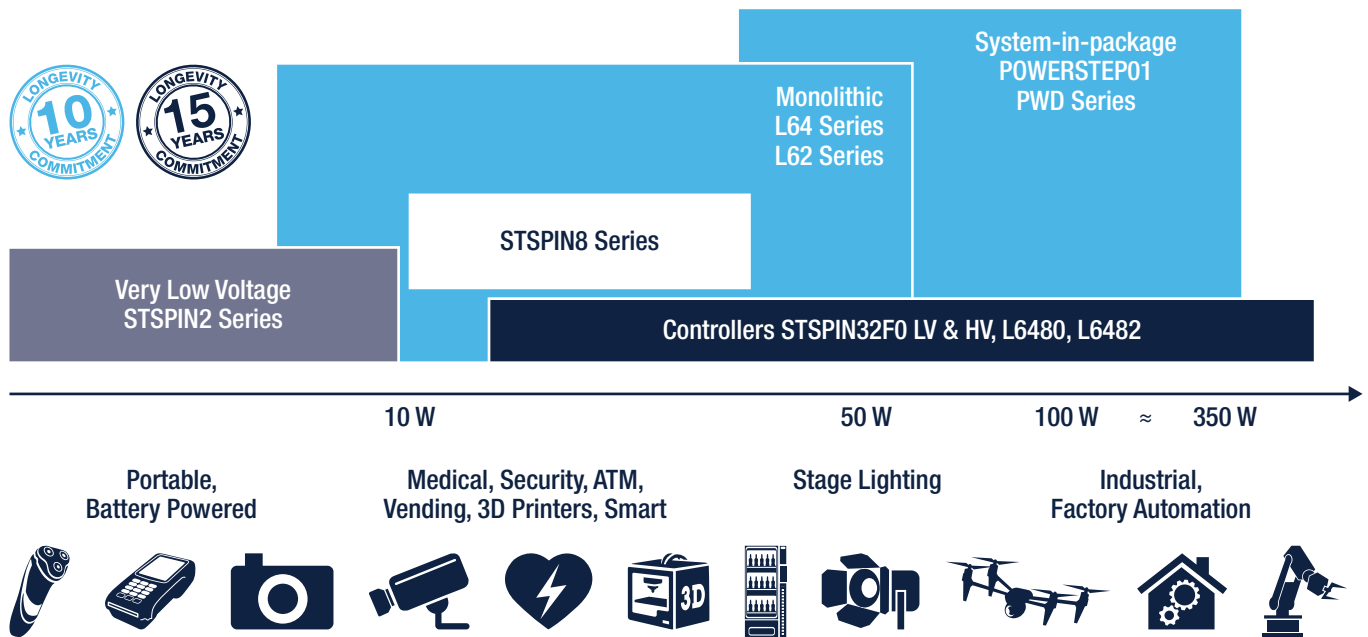 LONGEVITY
10
YEARS
COMMITMENT
LONGEVITY
15
YEARS
COMMITMENT
System-in-package
POWERSTEP01
PWD Series
Monolithic
L64 Series
L62 Series
STSPIN8 Series
Very Low Voltage
STSPIN2 Series
Controllers STSPIN32F0 LV & HV, L6480, L6482
10 W
50 W
100 W ≈ 350 W
Portable,
Battery Powered
Medical, Security, ATM,
Vending, 3D Printers, Smart
Stage Lighting
Industrial,
Factory Automation
3D